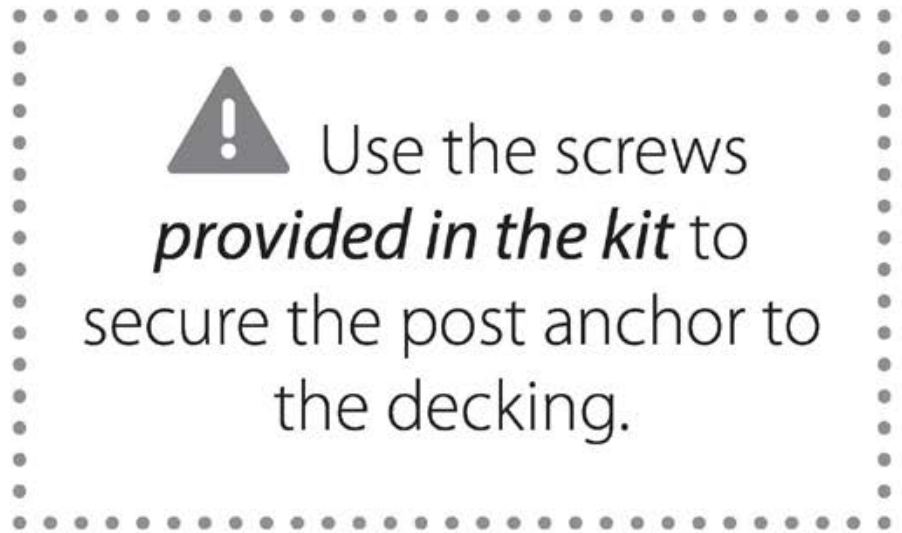 Use the screws
provided in the kit to
secure the post anchor to
the decking.